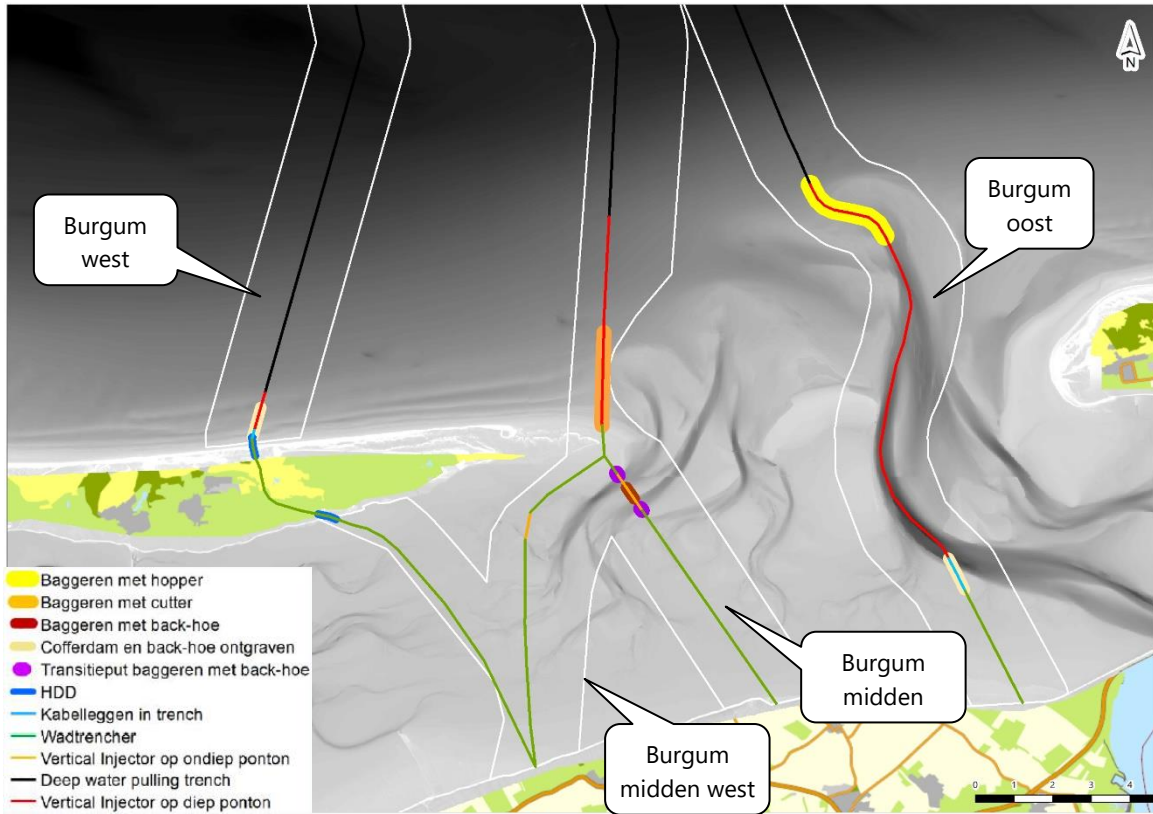 N
Burgum
west
Burgum
oost
Burgum
midden
Burgum
midden west
Baggeren met hopper
Baggeren met cutter
Baggeren met back-hoe
Cofferdam en back-hoe ontgraven
Transitieput baggeren met back-hoe
HDD
Kabelleggen in trench
Wadtrencher
Vertical Injector op ondiep ponton
Deep water pulling trench
Vertical Injector op diep ponton
0 1 2 3 4